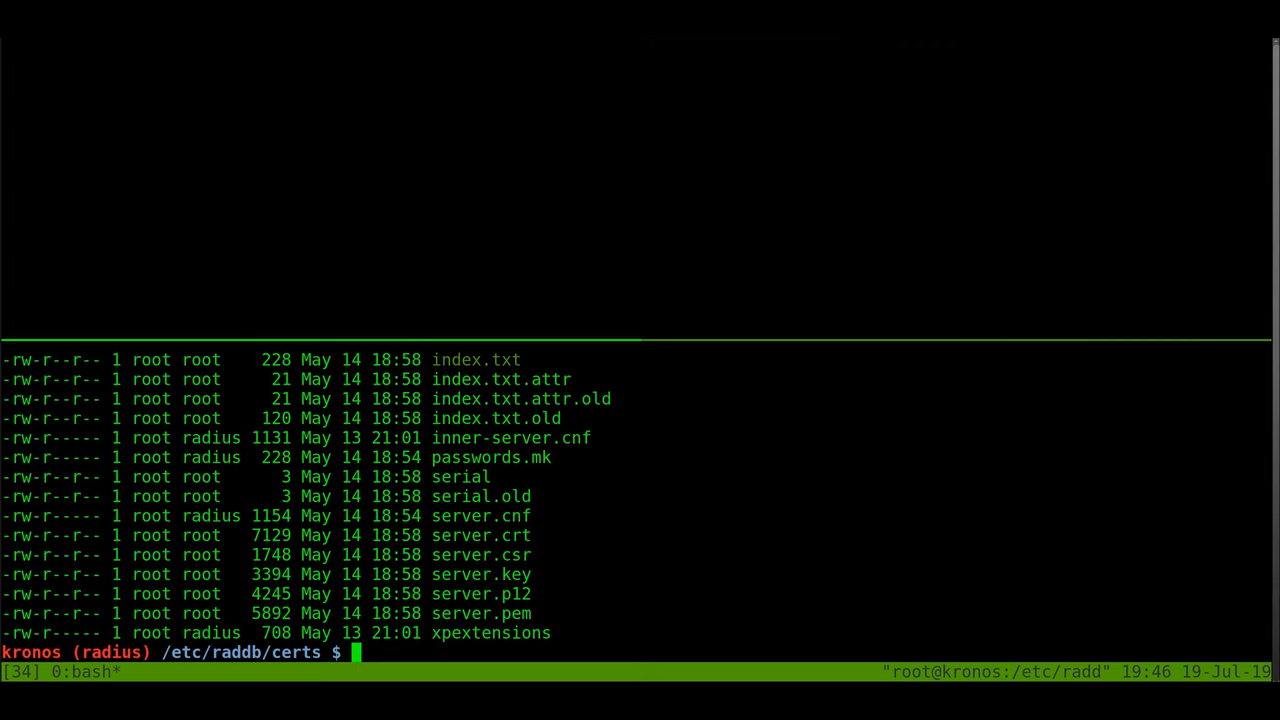 -rw-r--r-- 1 root root    228 May 14 18:58 index.txt
-rw-r--r-- 1 root root     21 May 14 18:58 index.txt.attr
-rw-r--r-- 1 root root     21 May 14 18:58 index.txt.attr.old
-rw-r--r-- 1 root root    120 May 14 18:58 index.txt.old
-rw-r----- 1 root radius 1131 May 13 21:01 inner-server.cnf
-rw-r----- 1 root radius  228 May 14 18:54 passwords.mk
-rw-r--r-- 1 root root      3 May 14 18:58 serial
-rw-r--r-- 1 root root      3 May 14 18:58 serial.old
-rw-r----- 1 root radius 1154 May 14 18:54 server.cnf
-rw-r--r-- 1 root root   7129 May 14 18:58 server.crt
-rw-r--r-- 1 root root   1748 May 14 18:58 server.csr
-rw-r--r-- 1 root root   3394 May 14 18:58 server.key
-rw-r--r-- 1 root root   4245 May 14 18:58 server.p12
-rw-r--r-- 1 root root   5892 May 14 18:58 server.pem
-rw-r----- 1 root radius  708 May 13 21:01 xpextensions
kronos (radius) /etc/raddb/certs $
[34] 0:bash* "root@kronos:/etc/radd" 19:46 19-Jul-19